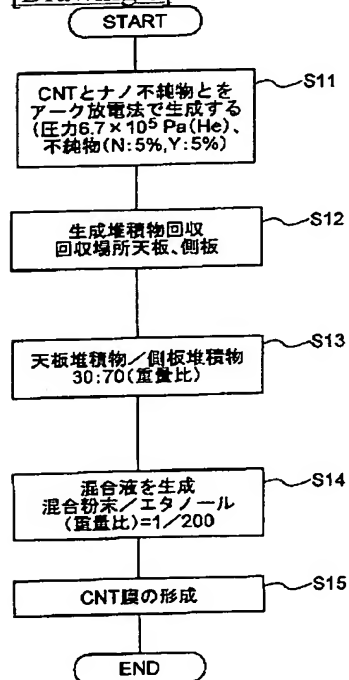 [Drawing 2]
START
CNTとナノ不純物とを
アーク放電法で生成する
(圧力6.7×10⁵ Pa(He)、
不純物(N:5%,Y:5%)
S11
生成堆積物回収
回収場所天板、側板
S12
天板堆積物/側板堆積物
30:70(重量比)
S13
混合液を生成
混合粉末/エタノール
(重量比)=1/200
S14
CNT膜の形成
S15
END